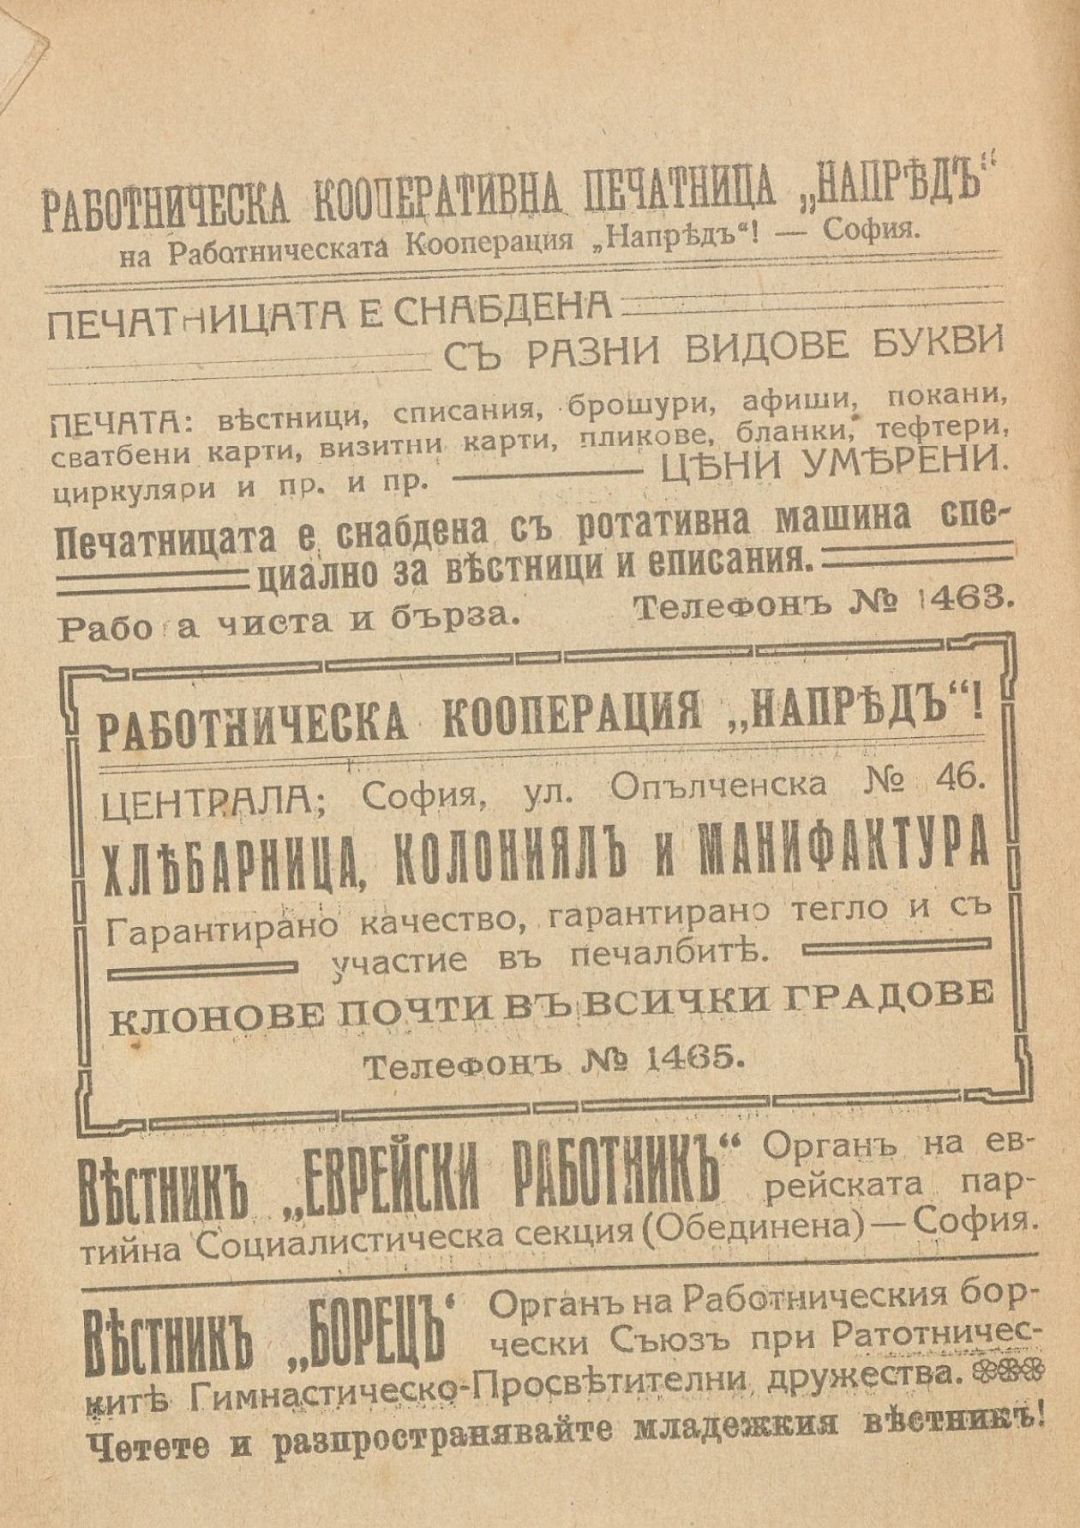 РАБОТНИЧЕСКА КООПЕРАТИВНА ПЕЧАТНИЦА „НАПРѢДЪ“
на Работническата Кооперация „Напрѣдъ“! — София.
ПЕЧАТНИЦАТА Е СНАБДЕНА
СЪ РАЗНИ ВИДОВЕ БУКВИ
ПЕЧАТА: вѣстници, списания, брошури, афиши, покани,
сватбени карти, визитни карти, пликове, бланки, тефтери,
циркуляри и пр. и пр. — ЦѢНИ УМѢРЕНИ.
Печатницата е снабдена съ ротативна машина спе-
циално за вѣстници и еписания.
Рабо а чиста и бърза. Телефонъ № 1463.
РАБОТНИЧЕСКА КООПЕРАЦИЯ „НАПРѢДЪ“!
ЦЕНТРАЛА; София, ул. Опълченска № 46.
ХЛѢБАРНИЦА, КОЛОНИЯЛЪ и МАНИФАКТУРА
Гарантирано качество, гарантирано тегло и съ
участие въ печалбитѣ.
КЛОНОВЕ ПОЧТИ ВЪ ВСИЧКИ ГРАДОВЕ
Телефонъ № 1465.
Вѣстникъ „ЕВРЕЙСКИ РАБОТНИКЪ“ Органъ на ев-
рейската пар-
тийна Социалистическа секция (Обединена) — София.
Вѣстникъ „БОРЕЦЪ‘ Органъ на Работническия бор-
чески Съюзъ при Рaтотничес-
китѣ Гимнастическо-Просвѣтителни дружества.
Четете и разпространявайте младежкия вѣстникъ!